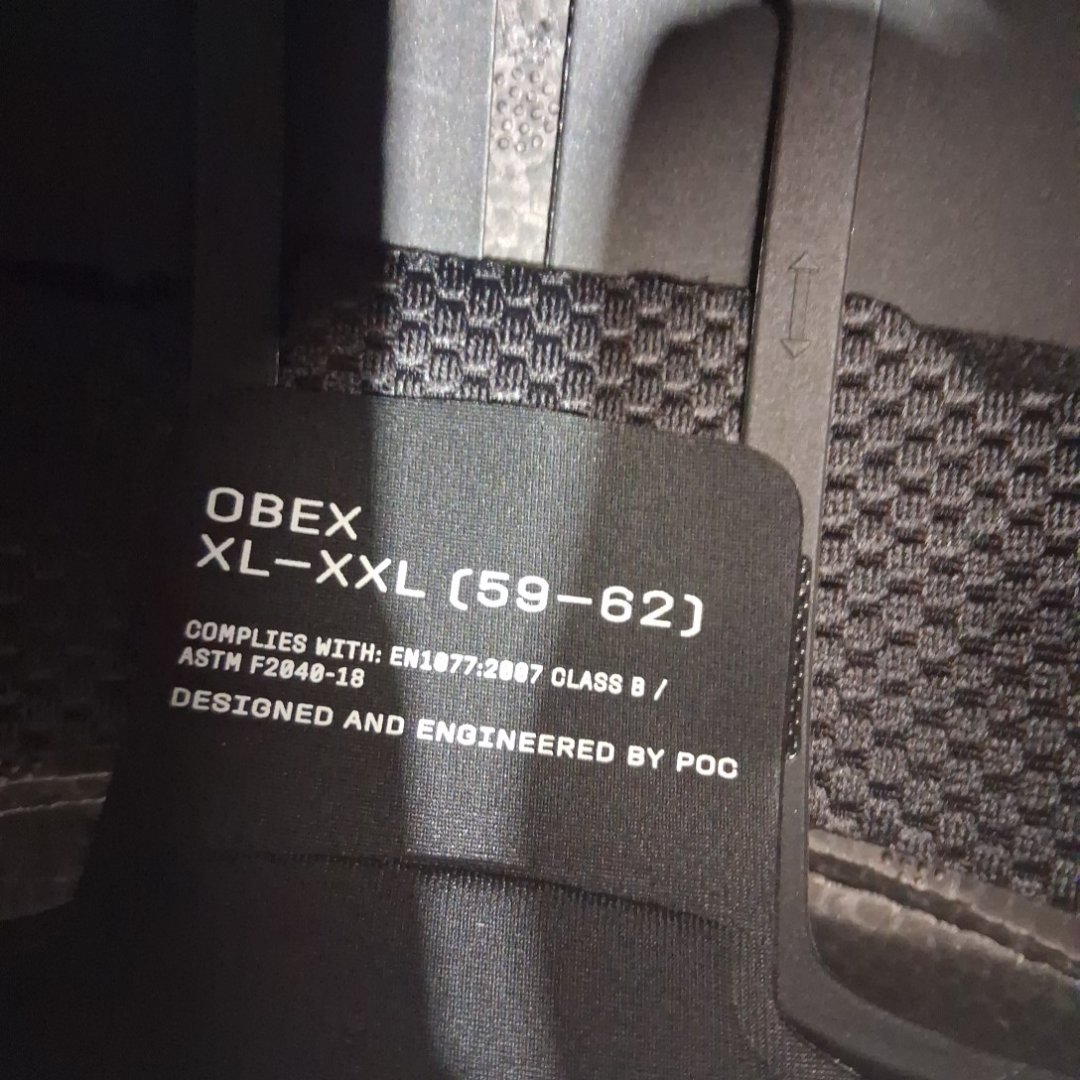 OBEX
XL–XXL (59–62)
COMPLIES WITH: EN1077:2007 CLASS B /
ASTM F2040-18
DESIGNED AND ENGINEERED BY POC